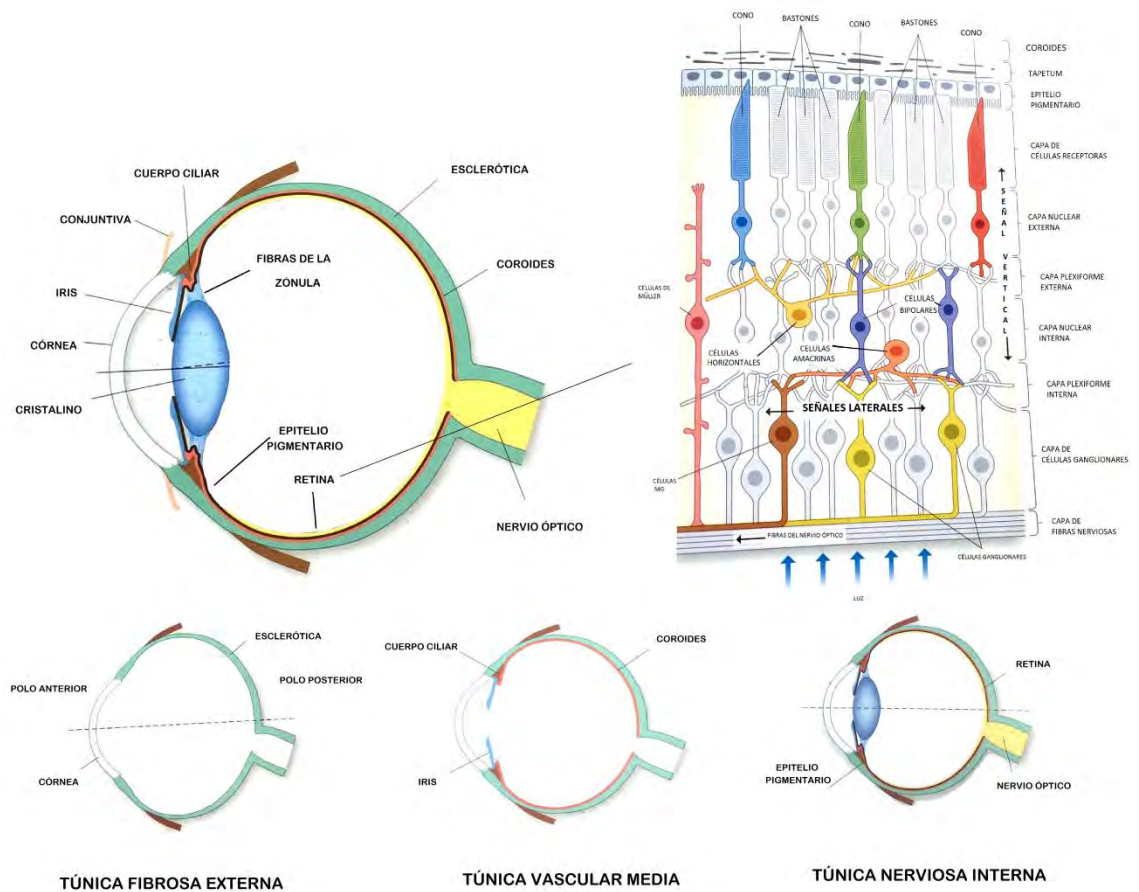 CUERPO CILIAR
CONJUNTIVA
IRIS
CÓRNEA
CRISTALINO
FIBRAS DE LA
ZÓNULA
EPITELIO
PIGMENTARIO
RETINA
ESCLERÓTICA
COROIDES
NERVIO ÓPTICO
CONO
BASTONES
CONO
BASTONES
CONO
COROIDES
TAPETUM
EPITELIO
PIGMENTARIO
CAPA DE
CÉLULAS RECEPTORAS
CAPA NUCLEAR
EXTERNA
CAPA PLEXIFORME
EXTERNA
CAPA NUCLEAR
INTERNA
CAPA PLEXIFORME
INTERNA
CAPA DE
CÉLULAS GANGLIONARES
CAPA DE
FIBRAS NERVIOSAS
SEÑAL VERTICAL
CÉLULAS DE
MÜLLER
CÉLULAS
HORIZONTALES
CELULAS
BIPOLARES
CELULAS
AMACRINAS
SEÑALES LATERALES
CÉLULAS
MG
FIBRAS DEL NERVIO ÓPTICO
CÉLULAS GANGLIONARES
LUZ
ESCLERÓTICA
POLO ANTERIOR
POLO POSTERIOR
CÓRNEA
TÚNICA FIBROSA EXTERNA
CUERPO CILIAR
COROIDES
IRIS
TÚNICA VASCULAR MEDIA
RETINA
EPITELIO
PIGMENTARIO
NERVIO ÓPTICO
TÚNICA NERVIOSA INTERNA